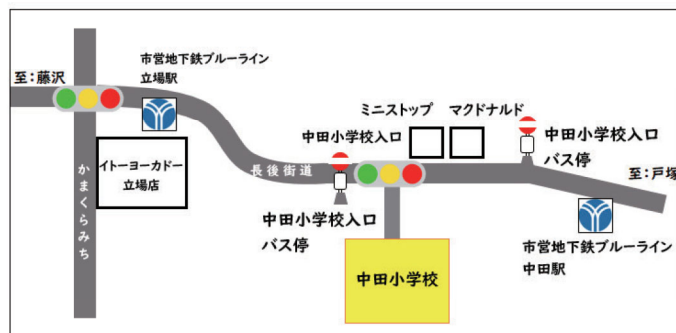 市営地下鉄ブルーライン
立場駅
至:藤沢
ミニストップ
マクドナルド
中田小学校入口
中田小学校入口
バス停
イトーヨーカドー
立場店
長後街道
至:戸塚
かまくらみち
中田小学校入口
バス停
市営地下鉄ブルーライン
中田駅
中田小学校